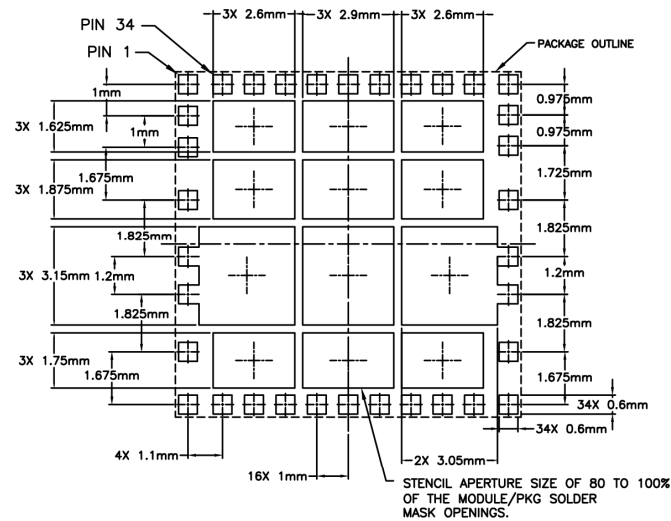 3X 2.6mm 3X 2.9mm 3X 2.6mm
PIN 34
PIN 1
PACKAGE OUTLINE
1mm
0.975mm
3X 1.625mm
1mm
0.975mm
1.675mm
1.725mm
3X 1.875mm
1.825mm
1.825mm
3X 3.15mm
1.2mm
1.2mm
1.825mm
1.825mm
3X 1.75mm
1.675mm
1.675mm
34X 0.6mm
34X 0.6mm
4X 1.1mm
16X 1mm
2X 3.05mm
STENCIL APERTURE SIZE OF 80 TO 100%
OF THE MODULE/PKG SOLDER
MASK OPENINGS.